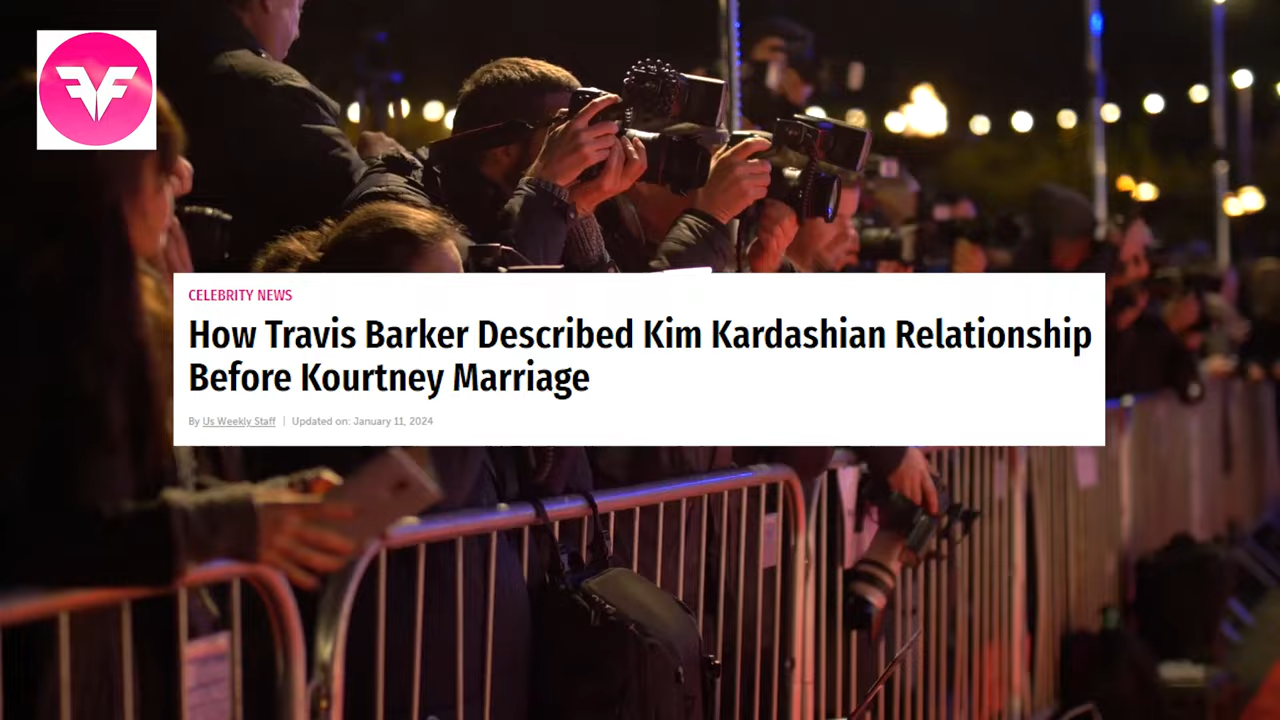 CELEBRITY NEWS
How Travis Barker Described Kim Kardashian Relationship
Before Kourtney Marriage
By Us Weekly Staff | Updated on: January 11, 2024